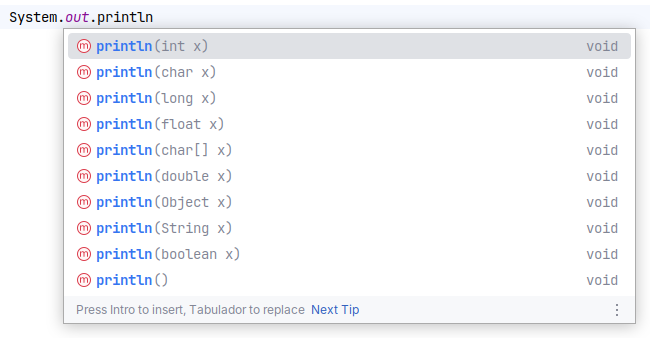 System.out.println
m println(int x) void
m println(char x) void
m println(long x) void
m println(float x) void
m println(char[] x) void
m println(double x) void
m println(Object x) void
m println(String x) void
m println(boolean x) void
m println() void
Press Intro to insert, Tabulador to replace Next Tip